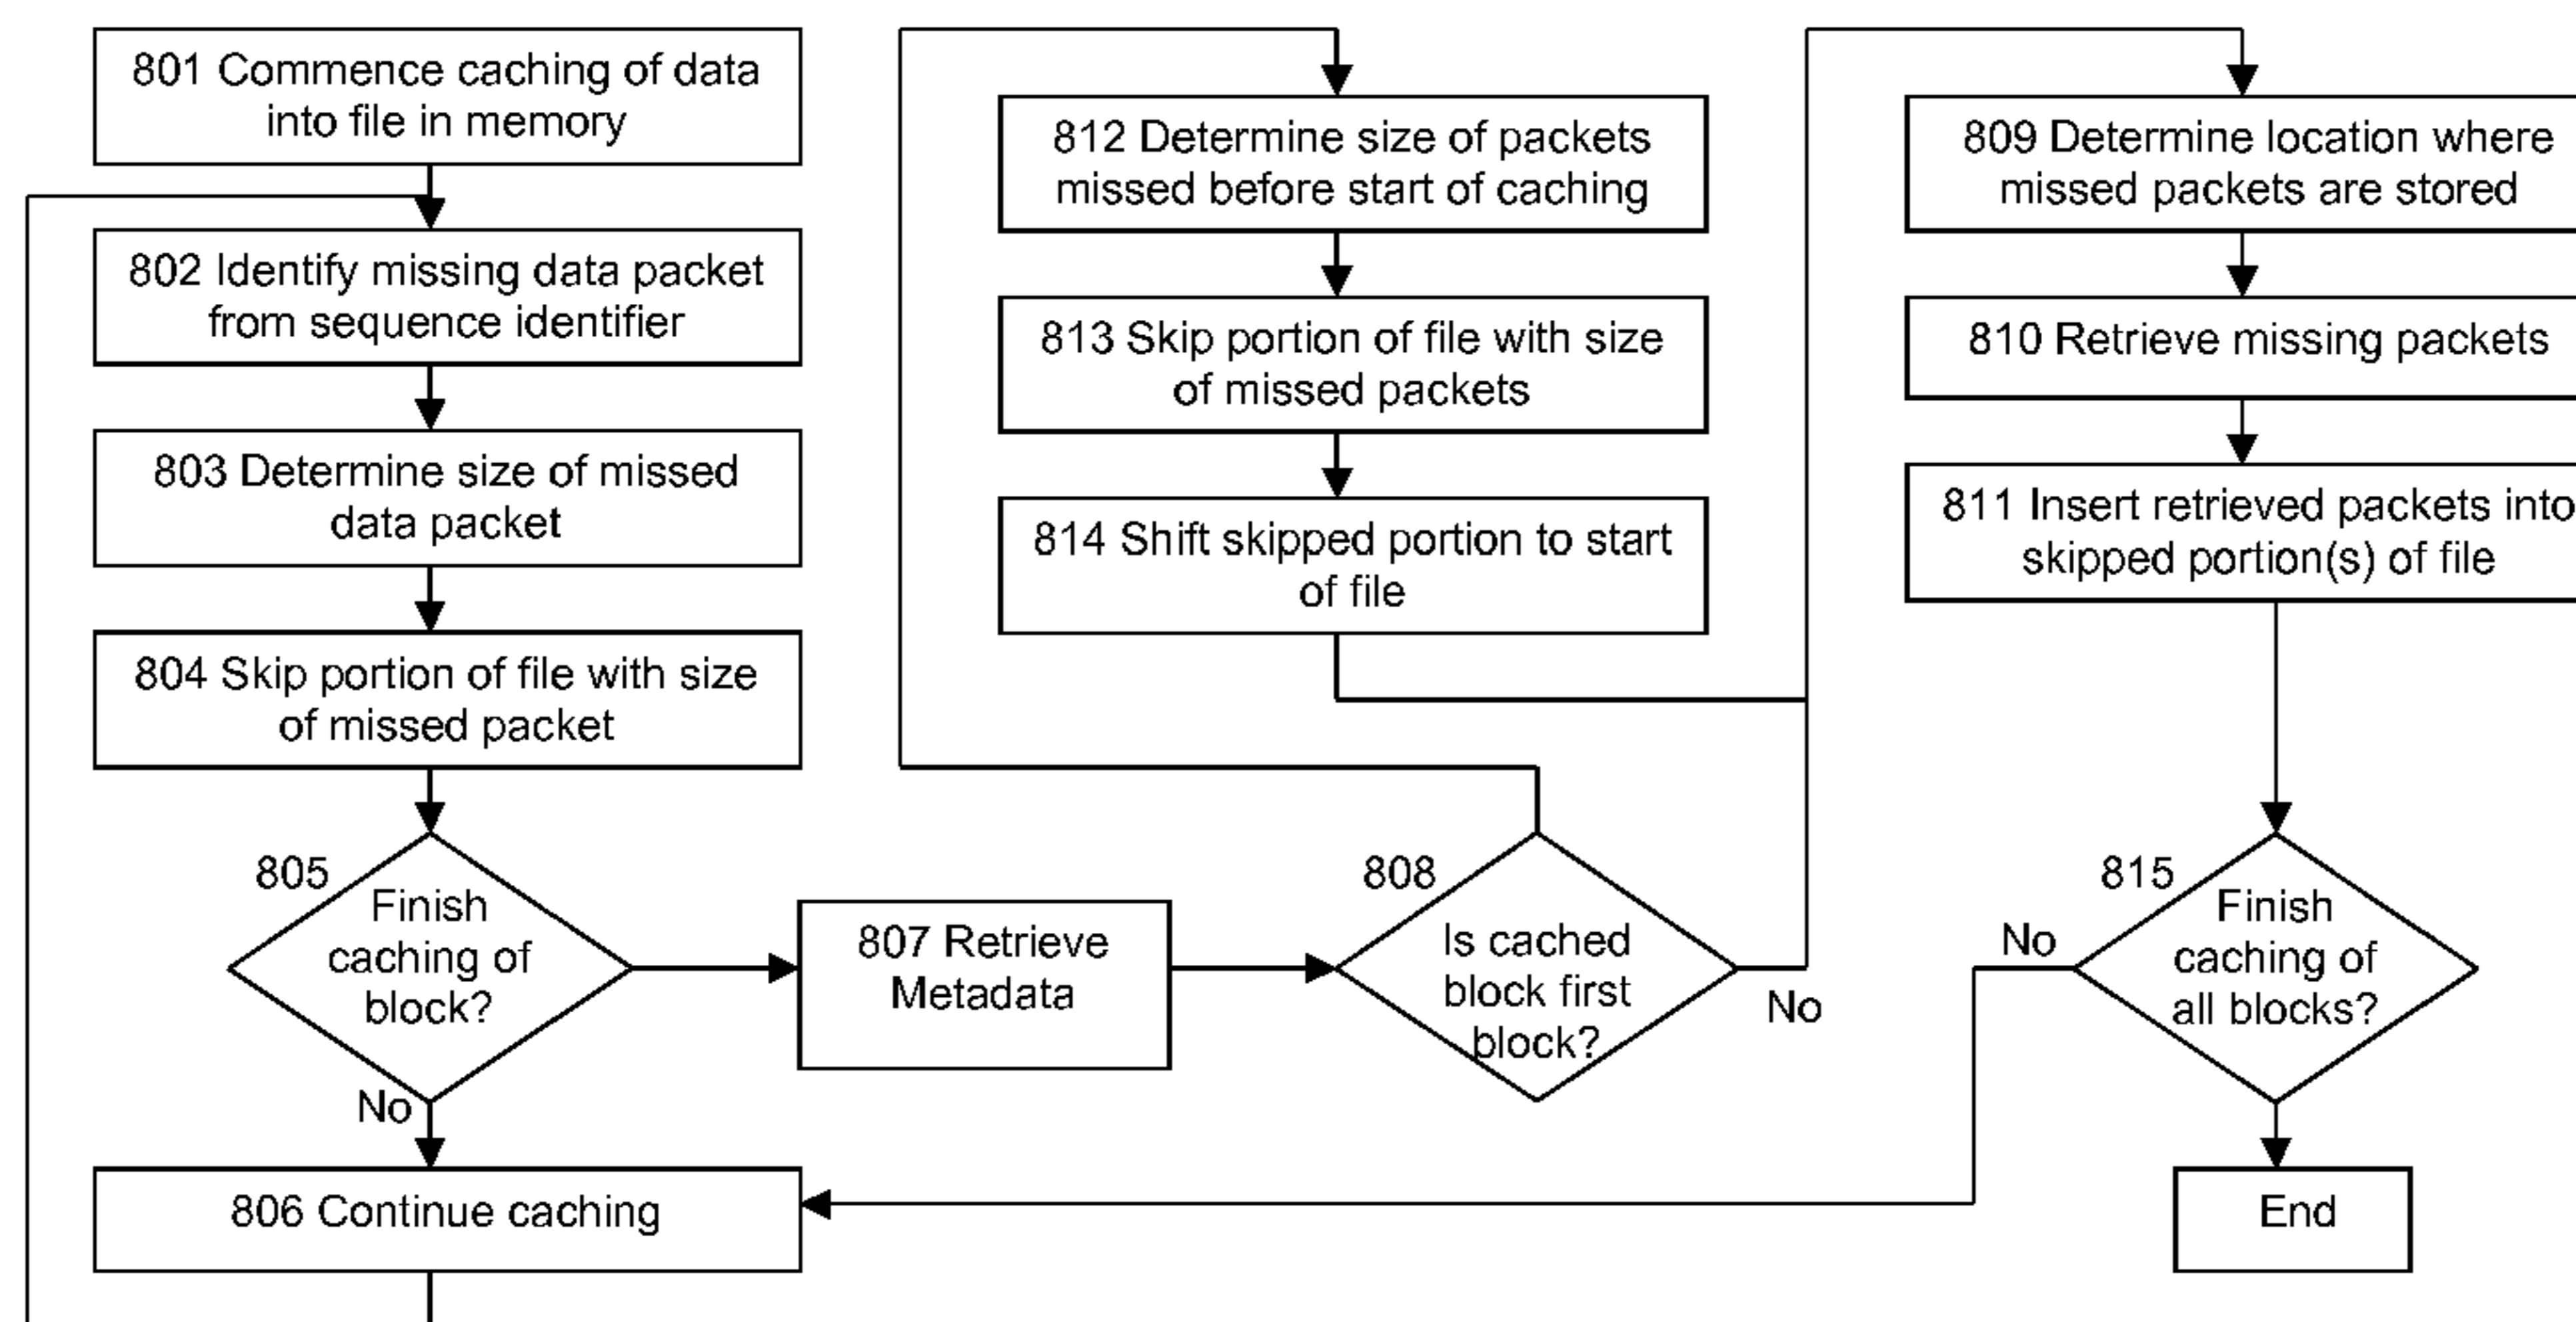 801 Commence caching of data
into file in memory
802 Identify missing data packet
from sequence identifier
803 Determine size of missed
data packet
804 Skip portion of file with size
of missed packet
805
Finish
caching of
block?
No
806 Continue caching
807 Retrieve
Metadata
808
Is cached
block first
block?
No
812 Determine size of packets
missed before start of caching
813 Skip portion of file with size
of missed packets
814 Shift skipped portion to start
of file
809 Determine location where
missed packets are stored
810 Retrieve missing packets
811 Insert retrieved packets into
skipped portion(s) of file
815
Finish
caching of
all blocks?
No
End